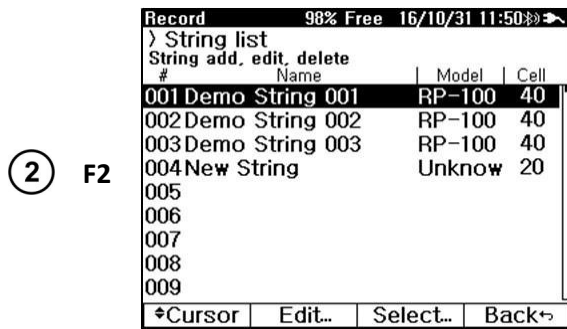 Record 98% Free 16/10/31 11:50
⟩ String list
String add, edit, delete
# Name Model Cell
001 Demo String 001 RP-100 40
002 Demo String 002 RP-100 40
003 Demo String 003 RP-100 40
② F2
004 New String Unknow 20
005
006
007
008
009
Cursor Edit… Select… Back